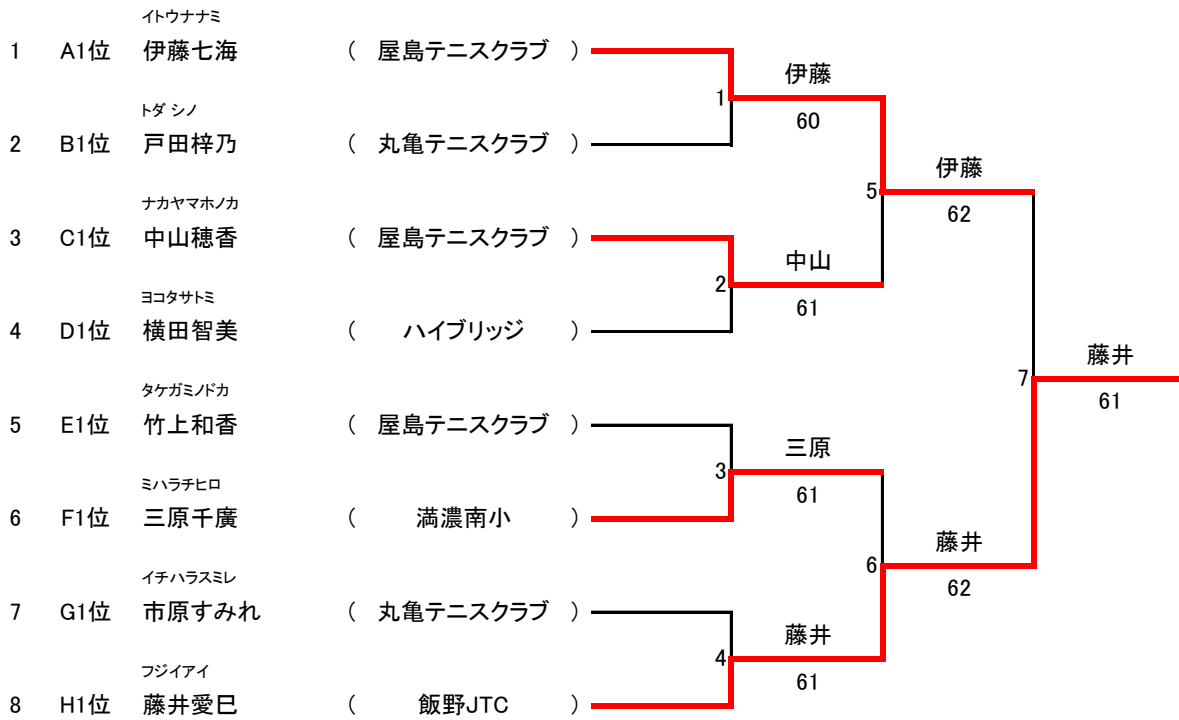 イトウナナミ
1 A1位 伊藤七海 ( 屋島テニスクラブ )
伊藤
1
60
トダ シノ
2 B1位 戸田梓乃 ( 丸亀テニスクラブ )
伊藤
5
62
ナカヤマホノカ
3 C1位 中山穂香 ( 屋島テニスクラブ )
中山
2
61
ヨコタサトミ
4 D1位 横田智美 ( ハイブリッジ )
藤井
7
61
タケガミノドカ
5 E1位 竹上和香 ( 屋島テニスクラブ )
三原
3
61
ミハラチヒロ
6 F1位 三原千廣 ( 満濃南小 )
藤井
6
62
イチハラスミレ
7 G1位 市原すみれ ( 丸亀テニスクラブ )
藤井
4
61
フジイアイ
8 H1位 藤井愛巳 ( 飯野JTC )